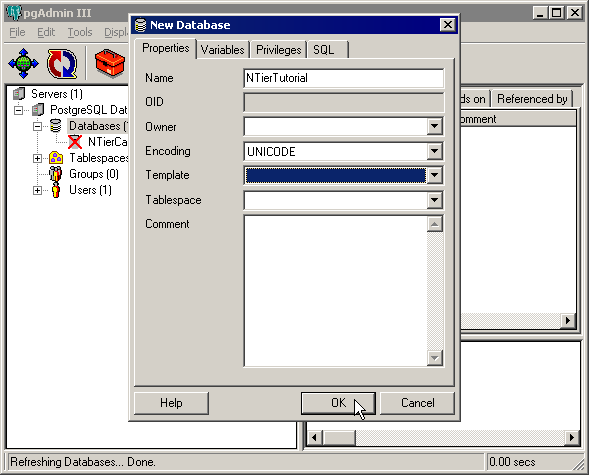 pgAdmin III
File Edit Tools Displ
New Database
Properties Variables Privileges SQL
Name NTierTutorial
OID
Owner
Encoding UNICODE
Template
Tablespace
Comment
Help OK Cancel
Servers (1)
PostgreSQL Dat
Databases (
NTierCa
Tablespaces
Groups (0)
Users (1)
ds on Referenced by
omment
Refreshing Databases... Done. 0.00 secs